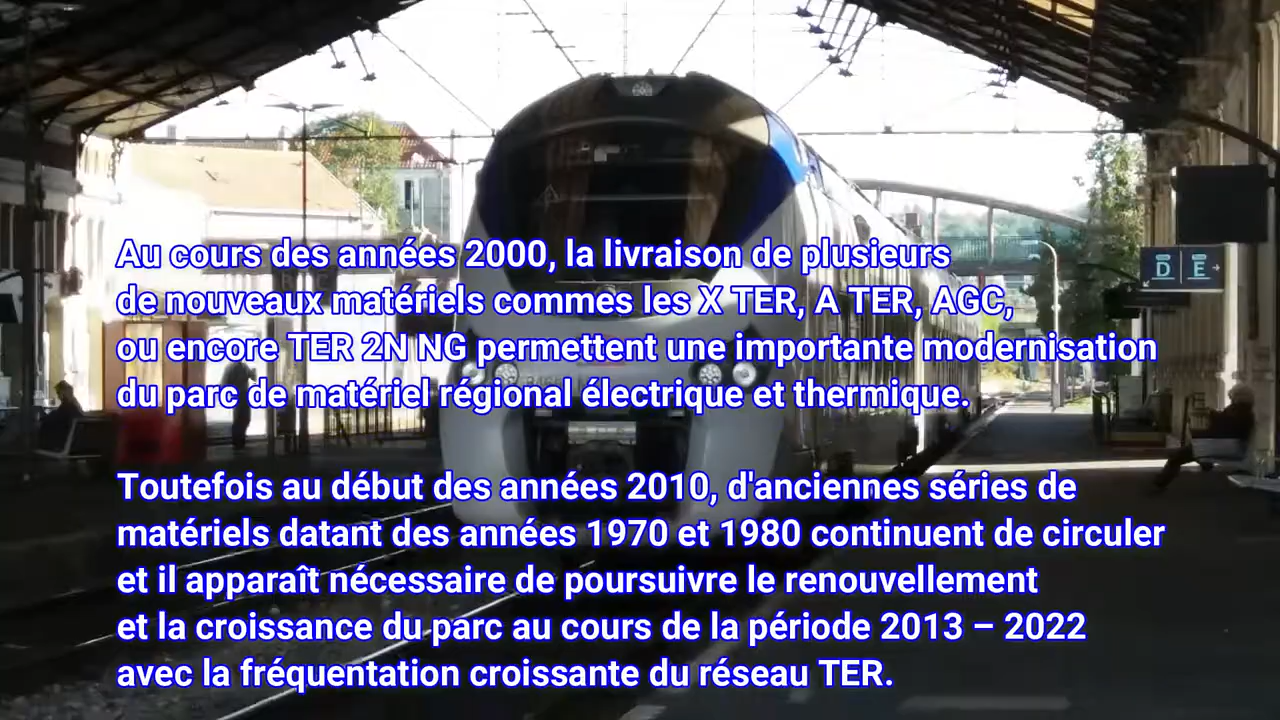 Au cours des années 2000, la livraison de plusieurs
de nouveaux matériels commes les X TER, A TER, AGC,
ou encore TER 2N NG permettent une importante modernisation
du parc de matériel régional électrique et thermique.
Toutefois au début des années 2010, d'anciennes séries de
matériels datant des années 1970 et 1980 continuent de circuler
et il apparaît nécessaire de poursuivre le renouvellement
et la croissance du parc au cours de la période 2013 – 2022
avec la fréquentation croissante du réseau TER.
D E